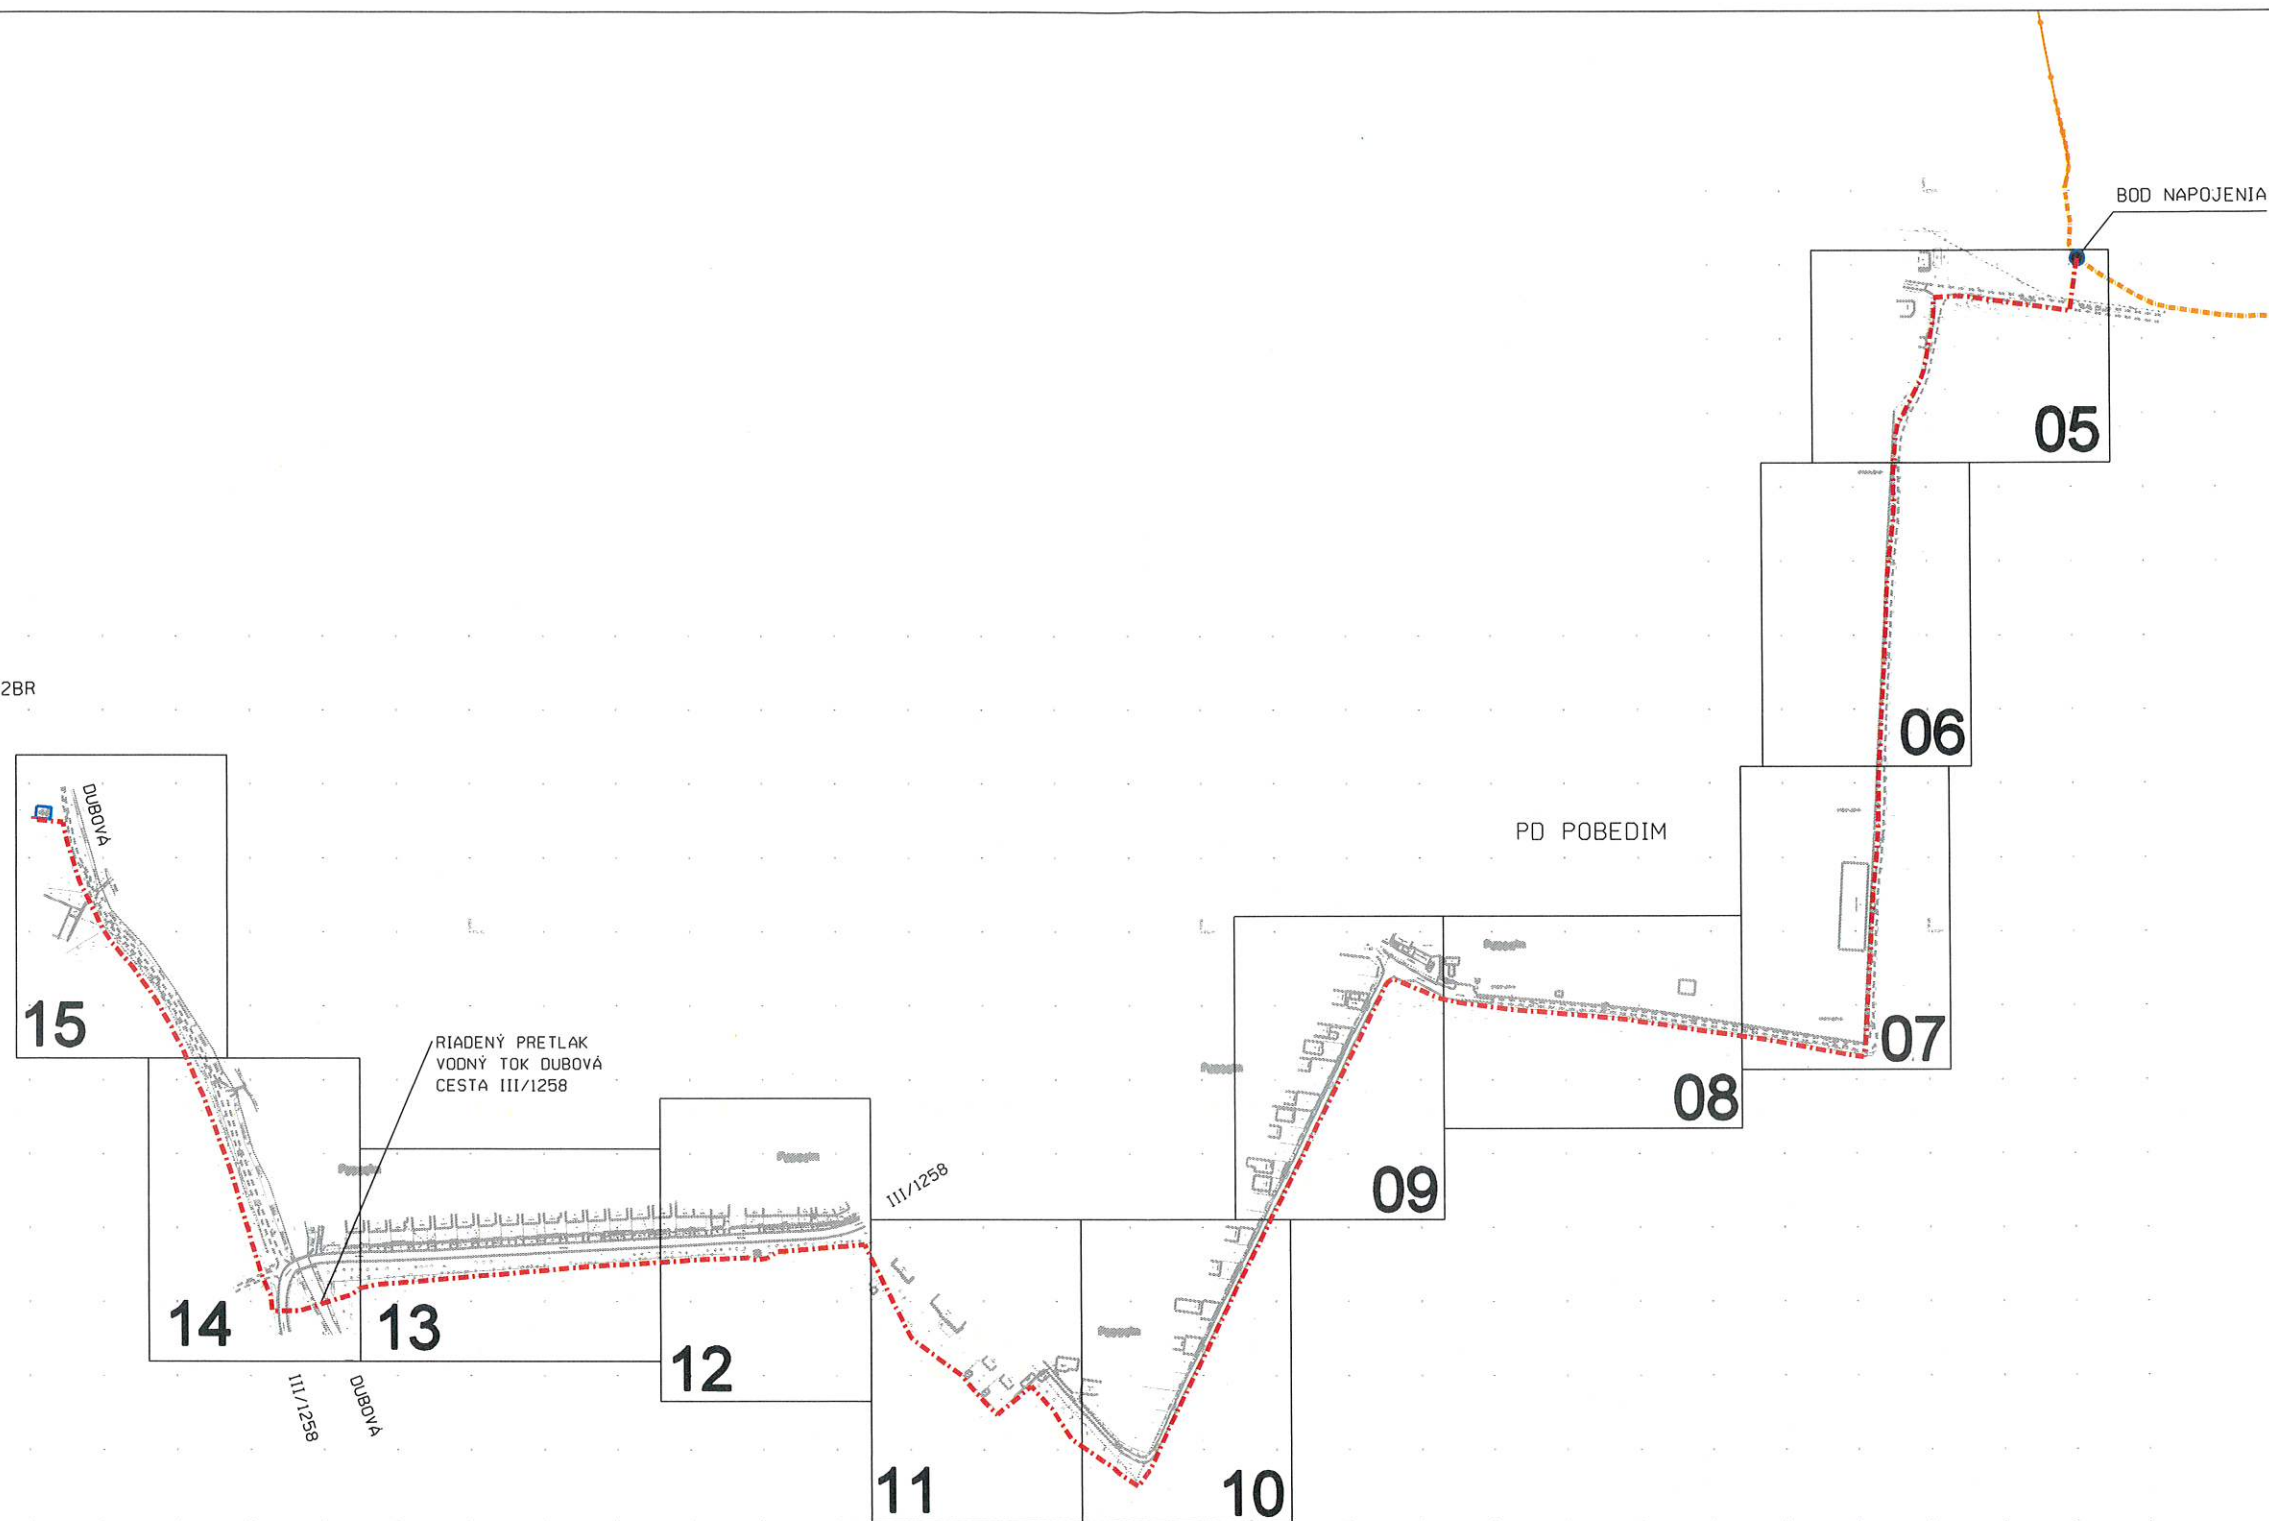 BOD NAPOJENIA
05
2BR
06
DUBOVÁ
PD POBEDIM
15
RIADENÝ PRETLAK
VODNÝ TOK DUBOVÁ
CESTA III/1258
07
08
III/1258
09
14
13
12
III/1258
DUBOVÁ
11
10